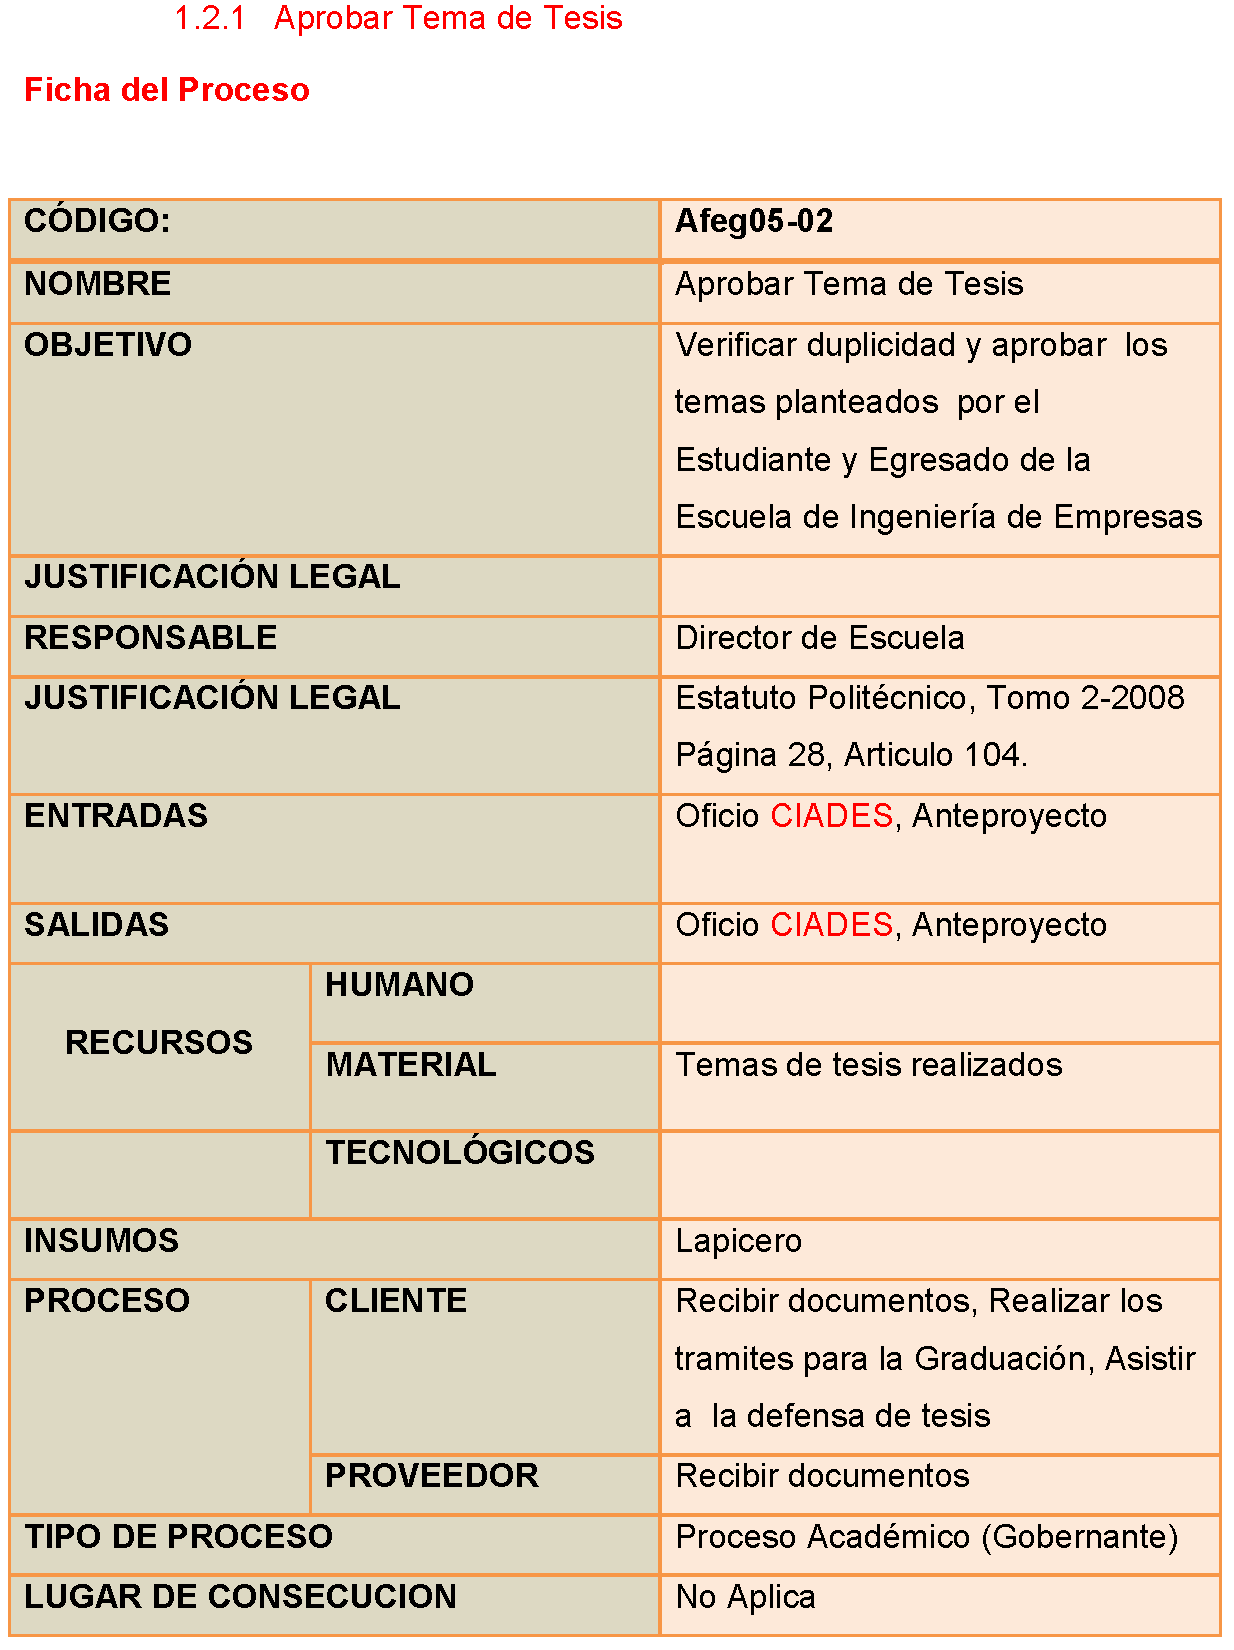 1.2.1 Aprobar Tema de Tesis
Ficha del Proceso
CÓDIGO: Afeg05-02
NOMBRE Aprobar Tema de Tesis
OBJETIVO Verificar duplicidad y aprobar los
temas planteados por el
Estudiante y Egresado de la
Escuela de Ingeniería de Empresas
JUSTIFICACIÓN LEGAL
RESPONSABLE Director de Escuela
JUSTIFICACIÓN LEGAL Estatuto Politécnico, Tomo 2-2008
Página 28, Articulo 104.
ENTRADAS Oficio CIADES, Anteproyecto
SALIDAS Oficio CIADES, Anteproyecto
RECURSOS
HUMANO
MATERIAL Temas de tesis realizados
TECNOLÓGICOS
INSUMOS Lapicero
PROCESO CLIENTE Recibir documentos, Realizar los
tramites para la Graduación, Asistir
a la defensa de tesis
PROVEEDOR Recibir documentos
TIPO DE PROCESO Proceso Académico (Gobernante)
LUGAR DE CONSECUCION No Aplica